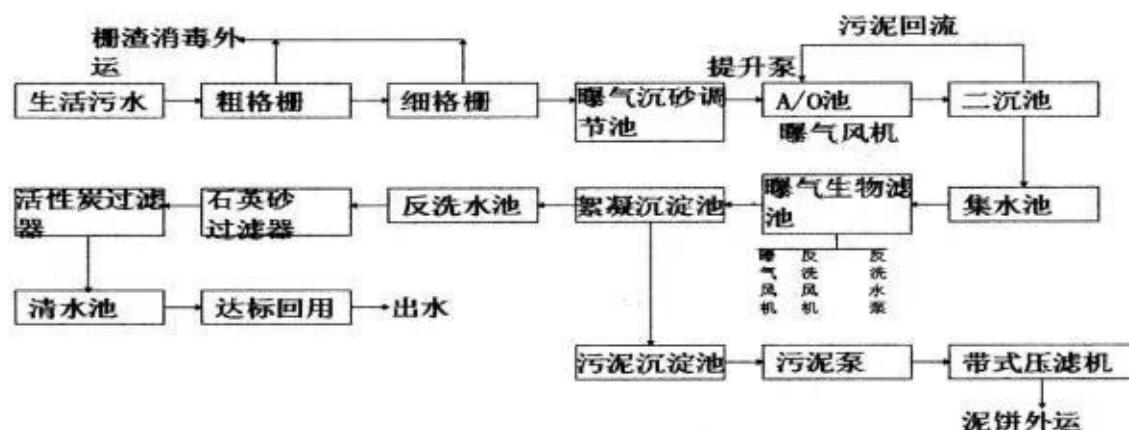 栅渣消毒外
运
污泥回流
提升泵
生活污水
粗格栅
细格栅
曝气沉砂调
节池
A/O池
二沉池
曝气风机
活性炭过滤
器
石英砂
过滤器
反洗水池
絮凝沉淀池
曝气生物滤
池
集水池
曝气风机
反洗风机
反洗水泵
清水池
达标回用
出水
污泥沉淀池
污泥泵
带式压滤机
泥饼外运